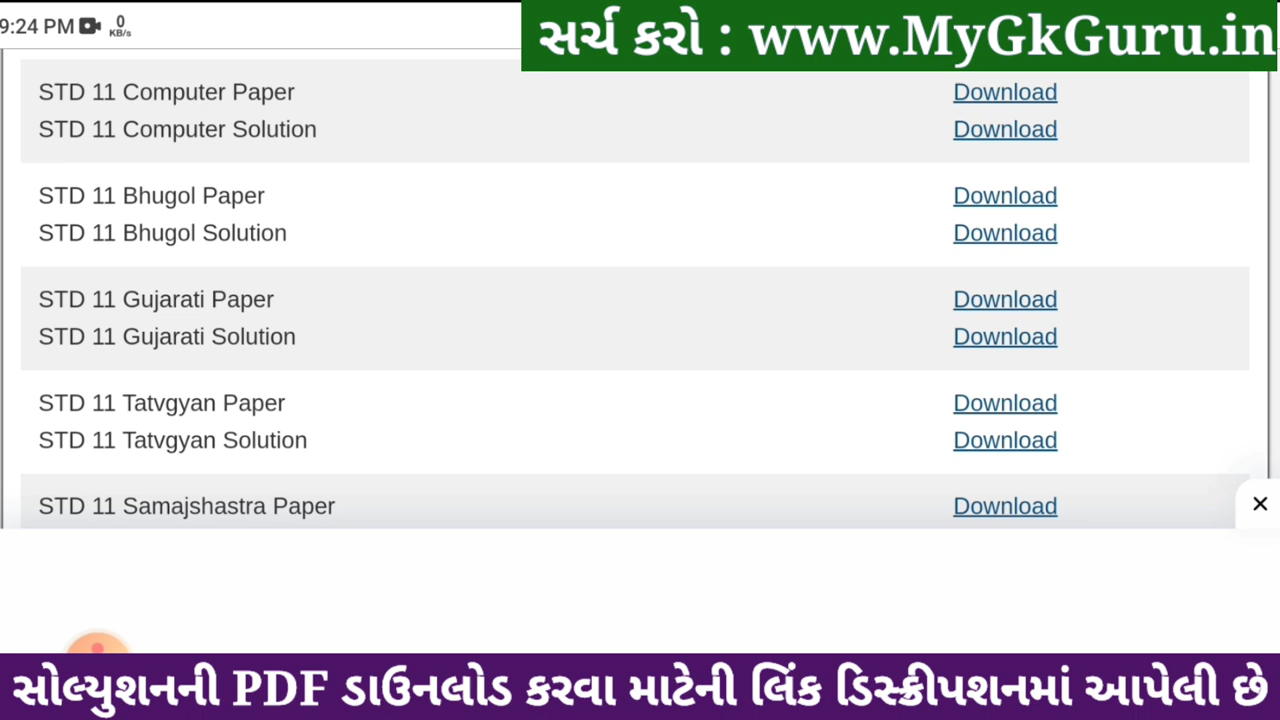 9:24 PM 0 KB/s
સર્ચ કરો : www.MyGkGuru.in
STD 11 Computer Paper Download
STD 11 Computer Solution Download
STD 11 Bhugol Paper Download
STD 11 Bhugol Solution Download
STD 11 Gujarati Paper Download
STD 11 Gujarati Solution Download
STD 11 Tatvgyan Paper Download
STD 11 Tatvgyan Solution Download
STD 11 Samajshastra Paper Download
સોલ્યુશનની PDF ડાઉનલોડ કરવા માટેની લિંક ડિસ્ક્રીપશનમાં આપેલી છે